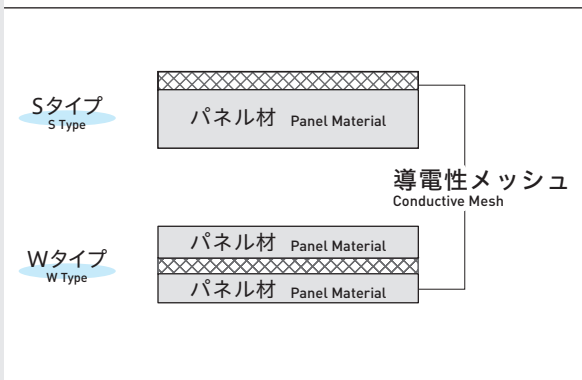 Sタイプ
S Type
パネル材 Panel Material
導電性メッシュ
Conductive Mesh
Wタイプ
W Type
パネル材 Panel Material
パネル材 Panel Material